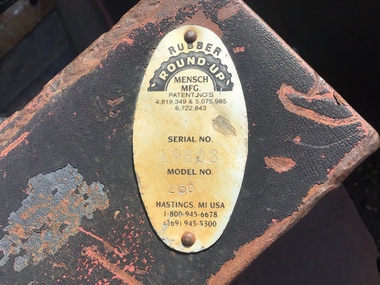 RUBBER
"ROUND-UP"
MENSCH
MFG.
PATENT NO'S
4,819,349 & 5,075,985
6,722,843
SERIAL NO.
MODEL NO.
HASTINGS, MI USA
1-800-945-6678
(269) 945-5300